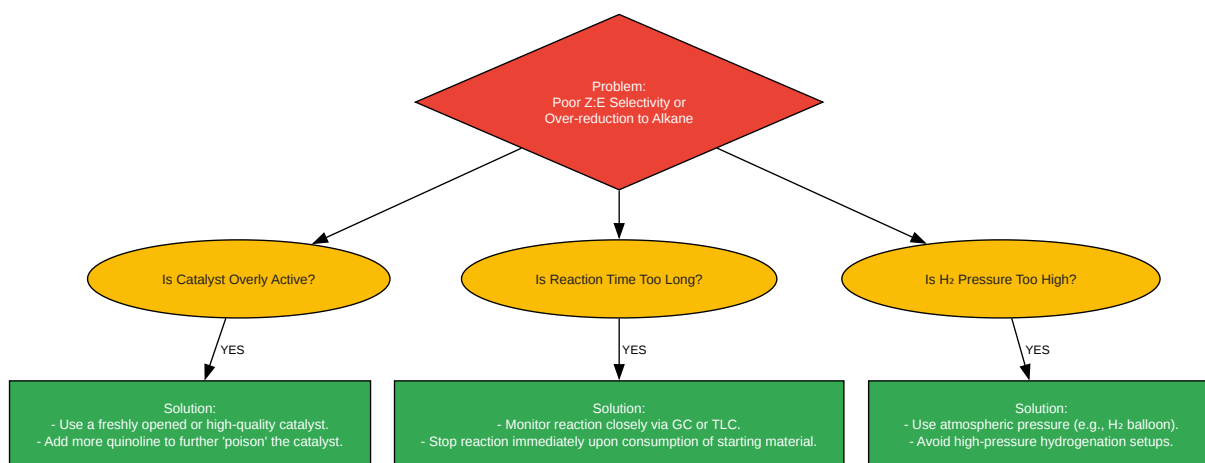 Problem:
Poor Z:E Selectivity or
Over-reduction to Alkane
Is Catalyst Overly Active?
Is Reaction Time Too Long?
Is H₂ Pressure Too High?
YES
YES
YES
Solution:
- Use a freshly opened or high-quality catalyst.
- Add more quinoline to further 'poison' the catalyst.
Solution:
- Monitor reaction closely via GC or TLC.
- Stop reaction immediately upon consumption of starting material.
Solution:
- Use atmospheric pressure (e.g., H₂ balloon).
- Avoid high-pressure hydrogenation setups.